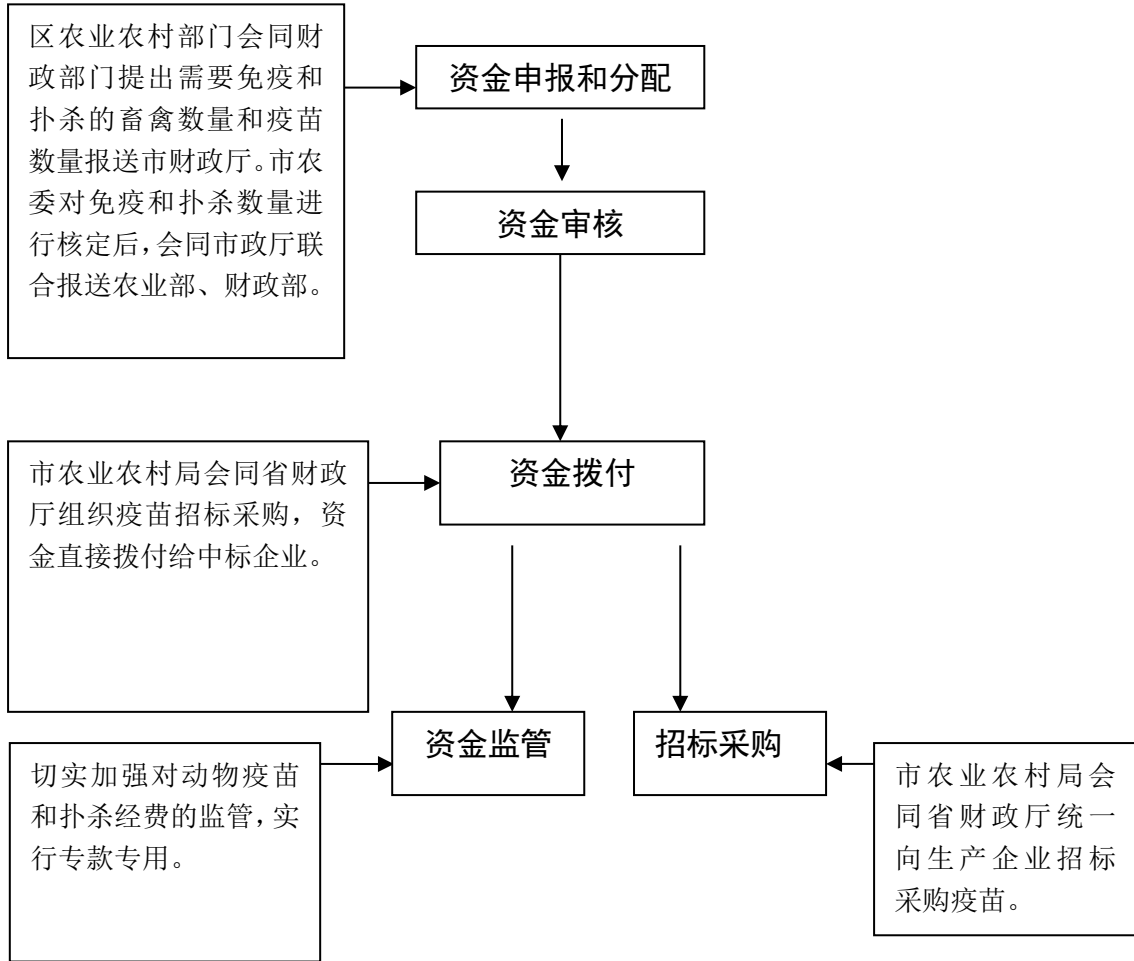 区农业农村部门会同财
政部门提出需要免疫和
扑杀的畜禽数量和疫苗
数量报送市财政厅。市农
委对免疫和扑杀数量进
行核定后，会同市政厅联
合报送农业部、财政部。
资金申报和分配
资金审核
市农业农村局会同省财政
厅组织疫苗招标采购，资
金直接拨付给中标企业。
资金拨付
资金监管
招标采购
切实加强对动物疫苗
和扑杀经费的监管，实
行专款专用。
市农业农村局会
同省财政厅统一
向生产企业招标
采购疫苗。